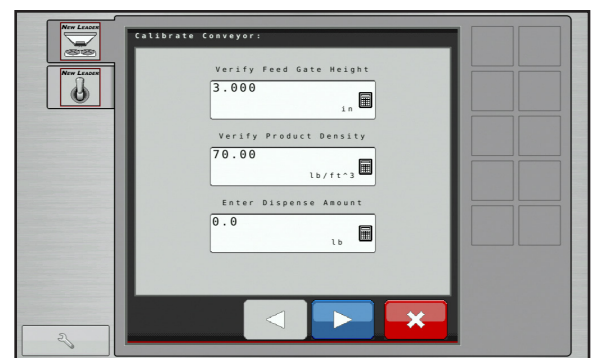 New Leader
New Leader
Calibrate Conveyor:
Verify Feed Gate Height
3.000
in
Verify Product Density
70.00
lb/ft^3
Enter Dispense Amount
0.0
lb